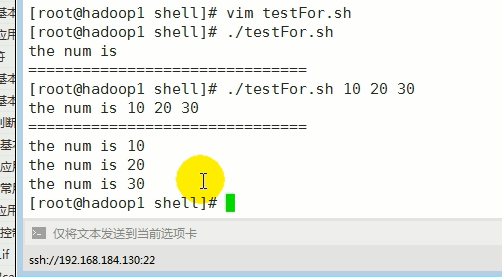 [root@hadoop1 shell]# vim testFor.sh
[root@hadoop1 shell]# ./testFor.sh
the num is
===============================
[root@hadoop1 shell]# ./testFor.sh 10 20 30
the num is 10 20 30
===============================
the num is 10
the num is 20
the num is 30
[root@hadoop1 shell]#
仅将文本发送到当前选项卡
ssh://192.168.184.130:22
基本
应用
符
基本
基本
判断
基本
应用
常用
应用
控制
if